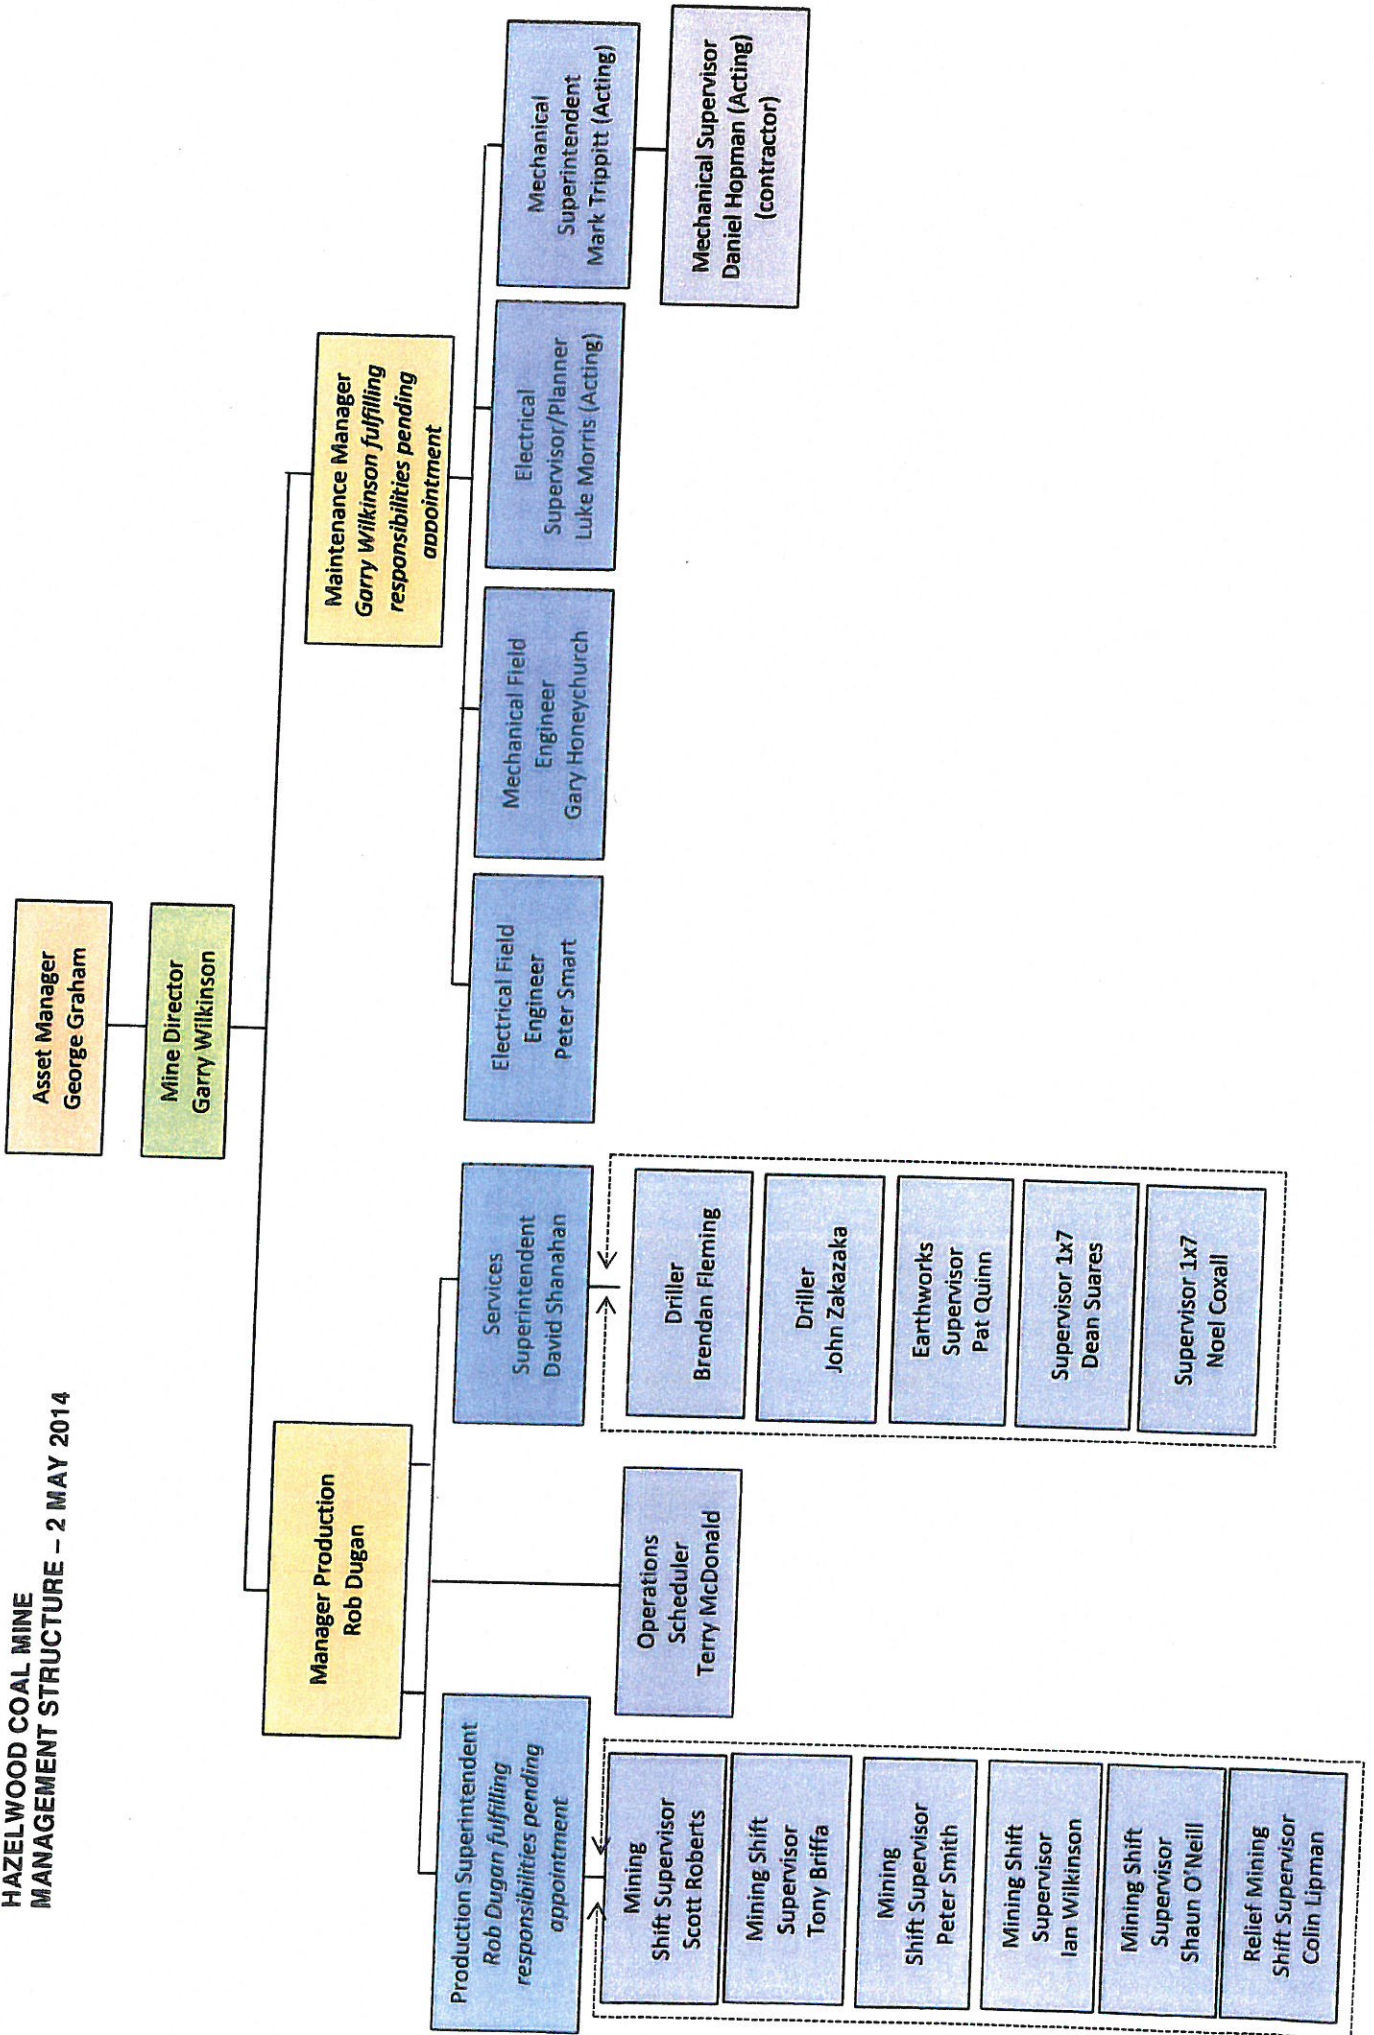 HAZELWOOD COAL MINE
MANAGEMENT STRUCTURE – 2 MAY 2014
Asset Manager
George Graham
Mine Director
Garry Wilkinson
Manager Production
Rob Dugan
Maintenance Manager
Garry Wilkinson fulfilling
responsibilities pending
appointment
Production Superintendent
Rob Dugan fulfilling
responsibilities pending
appointment
Services
Superintendent
David Shanahan
Electrical Field
Engineer
Peter Smart
Mechanical Field
Engineer
Gary Honeychurch
Electrical
Supervisor/Planner
Luke Morris (Acting)
Mechanical
Superintendent
Mark Trippitt (Acting)
Mining
Shift Supervisor
Scott Roberts
Mining Shift
Supervisor
Tony Briffa
Mining
Shift Supervisor
Peter Smith
Mining Shift
Supervisor
Ian Wilkinson
Mining Shift
Supervisor
Shaun O'Neill
Relief Mining
Shift Supervisor
Colin Lipman
Operations
Scheduler
Terry McDonald
Driller
Brendan Fleming
Driller
John Zakazaka
Earthworks
Supervisor
Pat Quinn
Supervisor 1x7
Dean Suares
Supervisor 1x7
Noel Coxall
Mechanical Supervisor
Daniel Hopman (Acting)
(contractor)